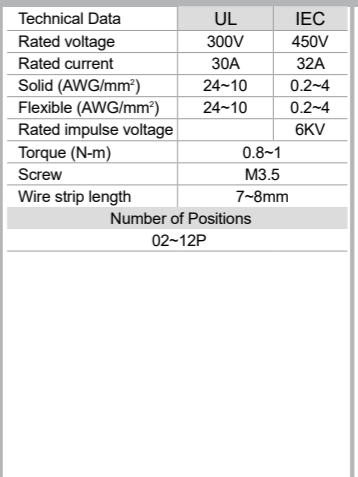 Technical Data UL IEC
Rated voltage 300V 450V
Rated current 30A 32A
Solid (AWG/mm²) 24~10 0.2~4
Flexible (AWG/mm²) 24~10 0.2~4
Rated impulse voltage 6KV
Torque (N-m) 0.8~1
Screw M3.5
Wire strip length 7~8mm
Number of Positions
02~12P